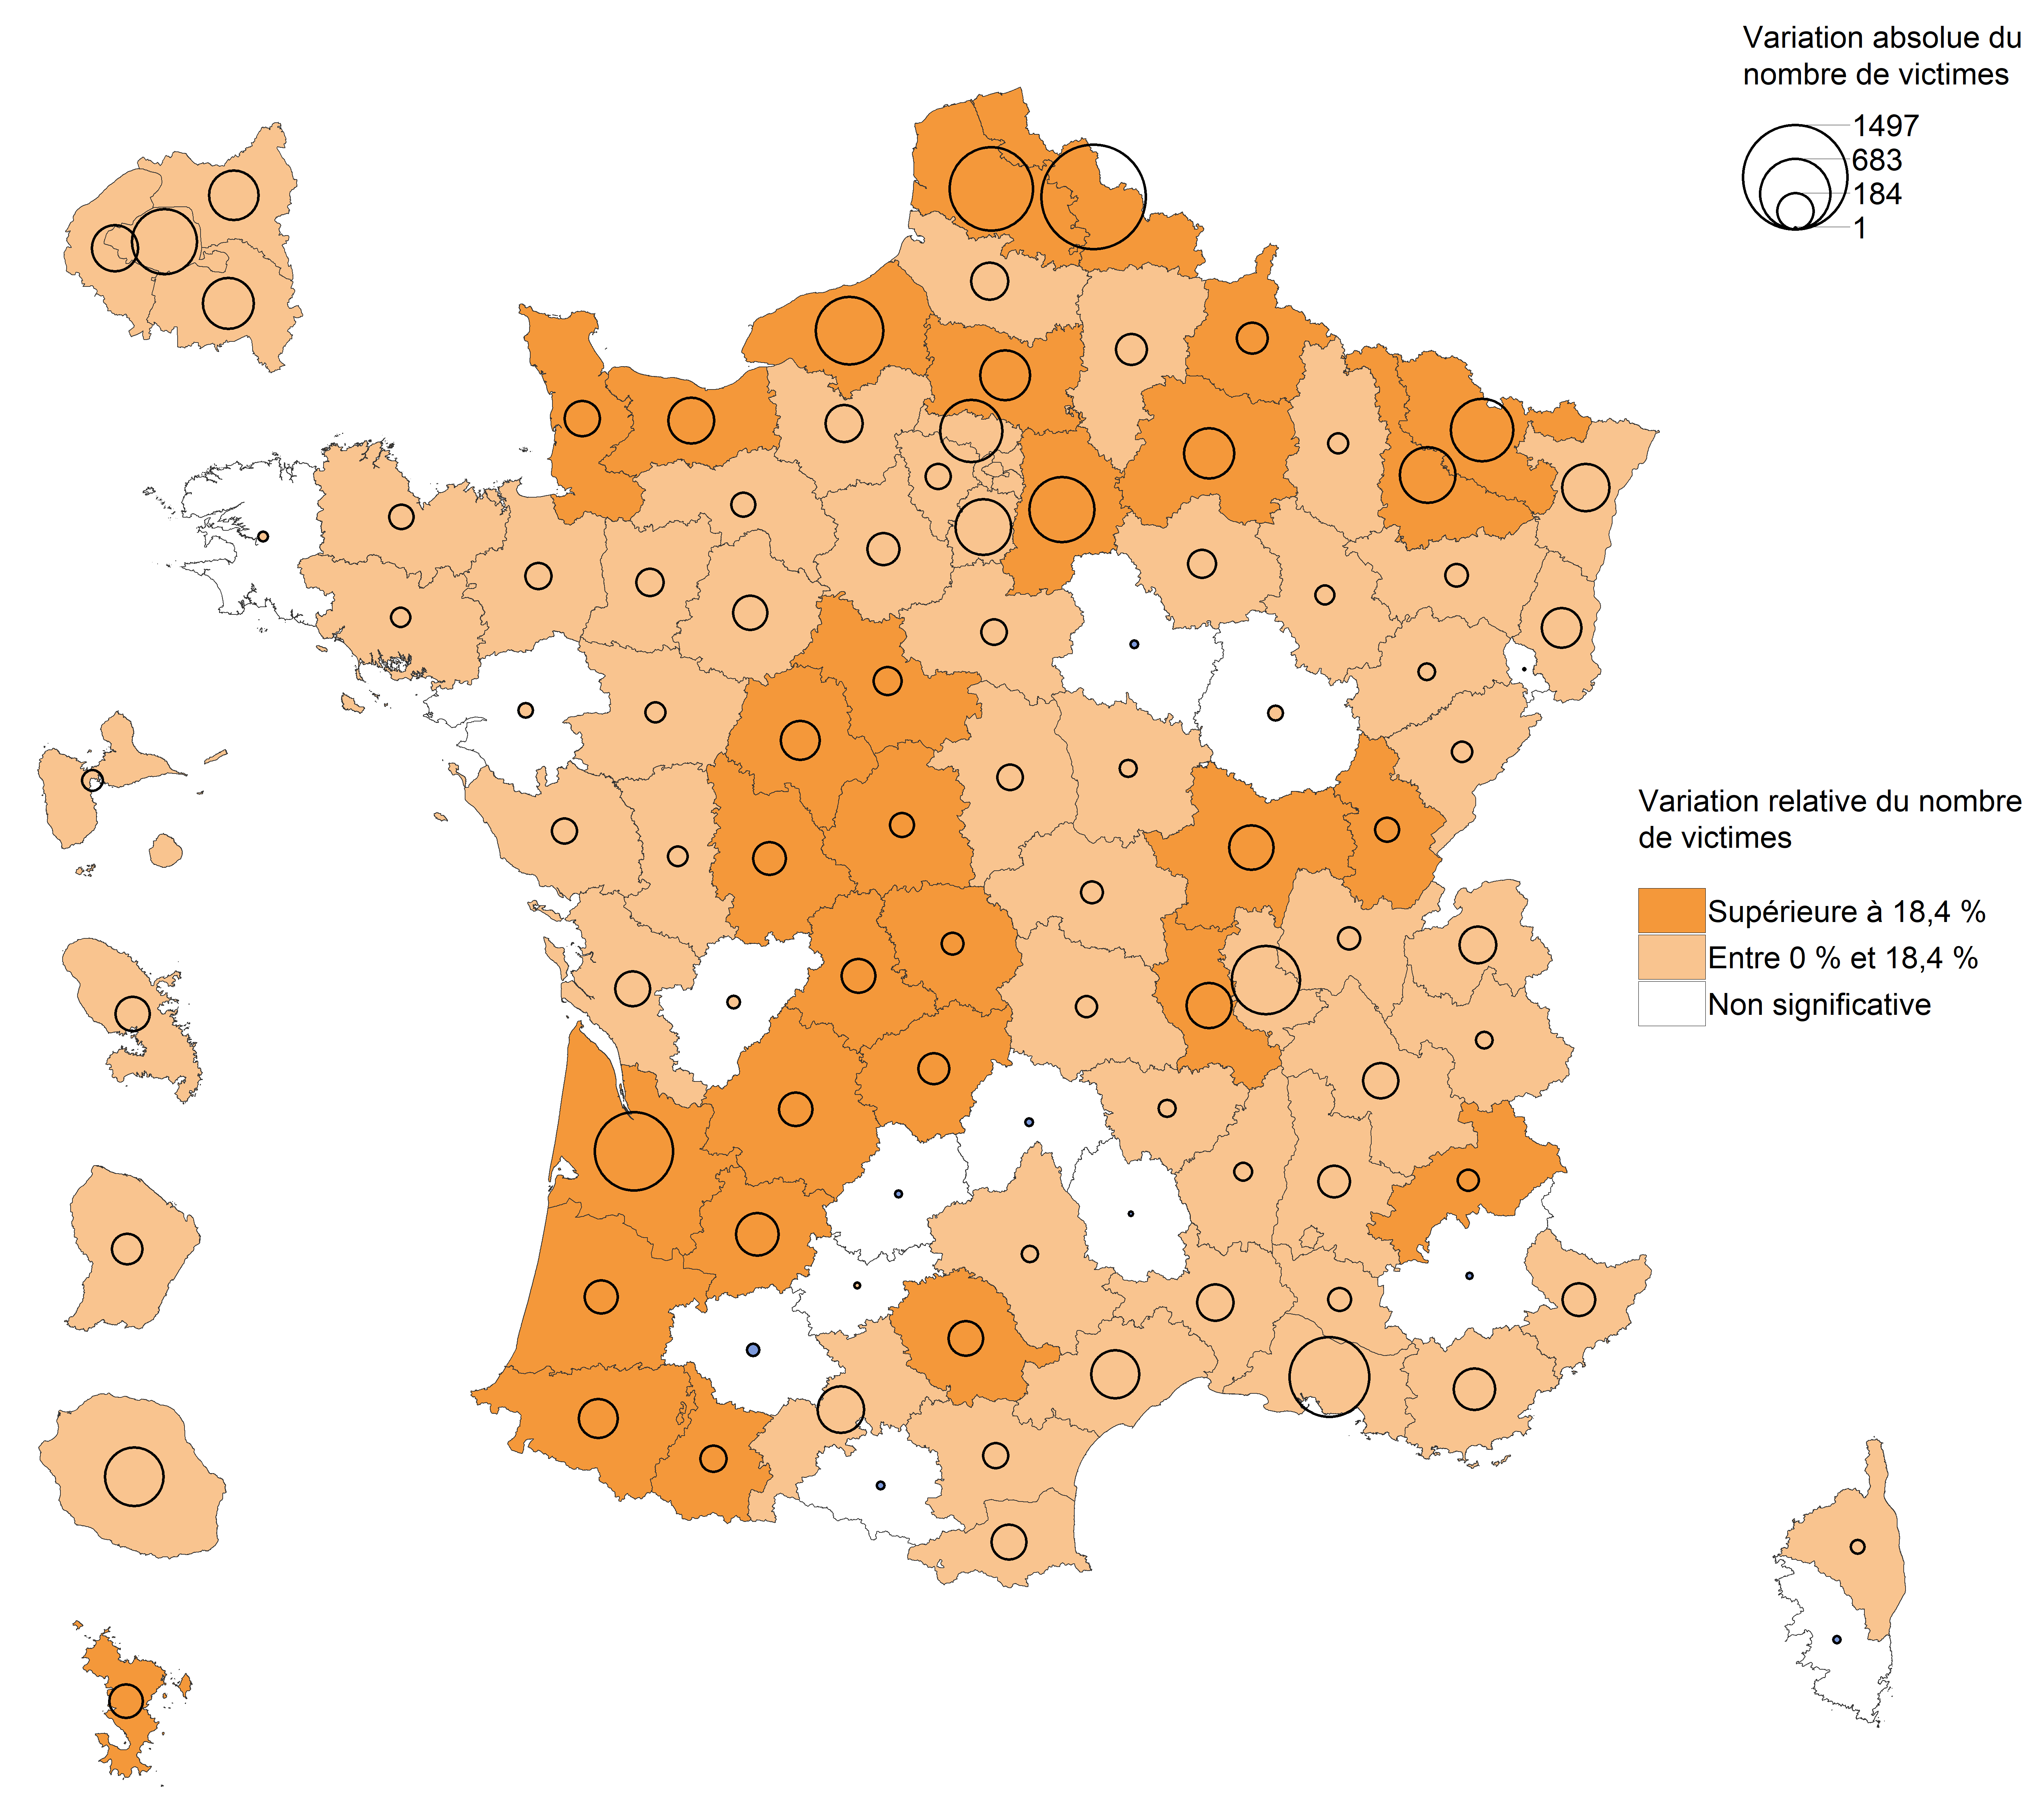 Variation absolue du
nombre de victimes
1497
683
184
1
Variation relative du nombre
de victimes
Supérieure à 18,4 %
Entre 0 % et 18,4 %
Non significative